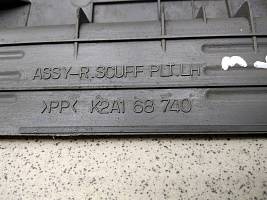 ASSY-R.SCUFF PLT.LH
>PP< K2A1 68 740